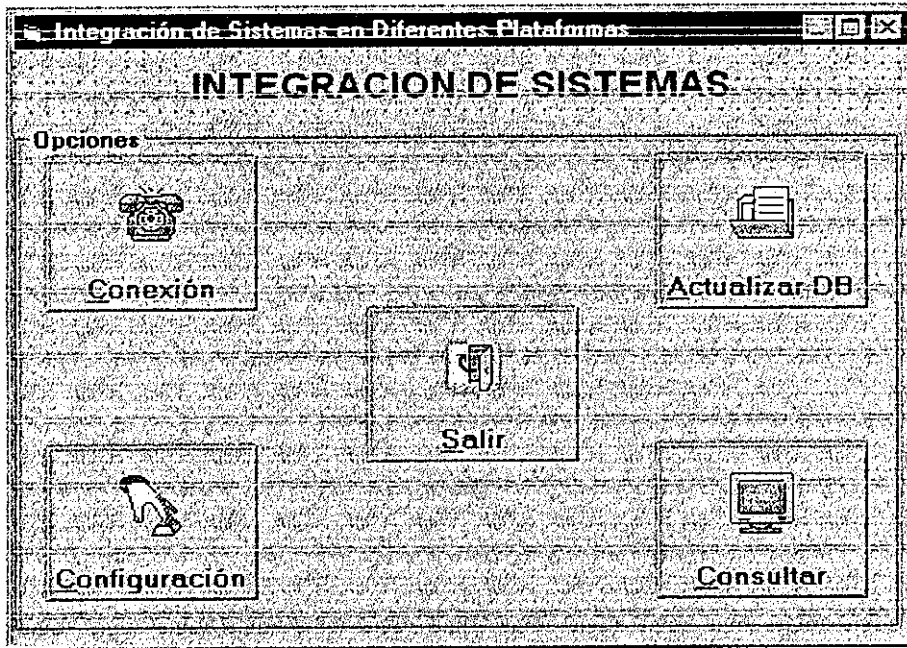 Integración de Sistemas en Diferentes Plataformas
INTEGRACION DE SISTEMAS
Opciones
Conexión
Actualizar DB
Salir
Configuración
Consultar